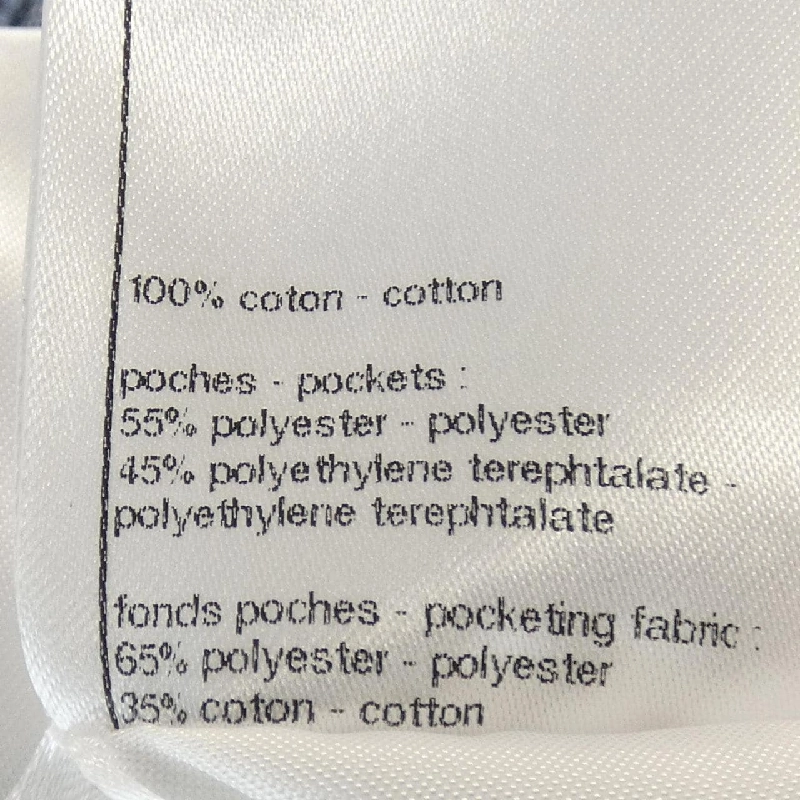 100% coton - cotton
poches - pockets :
55% polyester - polyester
45% polyethylene terephtalate -
polyethylene terephtalate
fonds poches - pocketing fabric :
65% polyester - polyester
35% coton - cotton